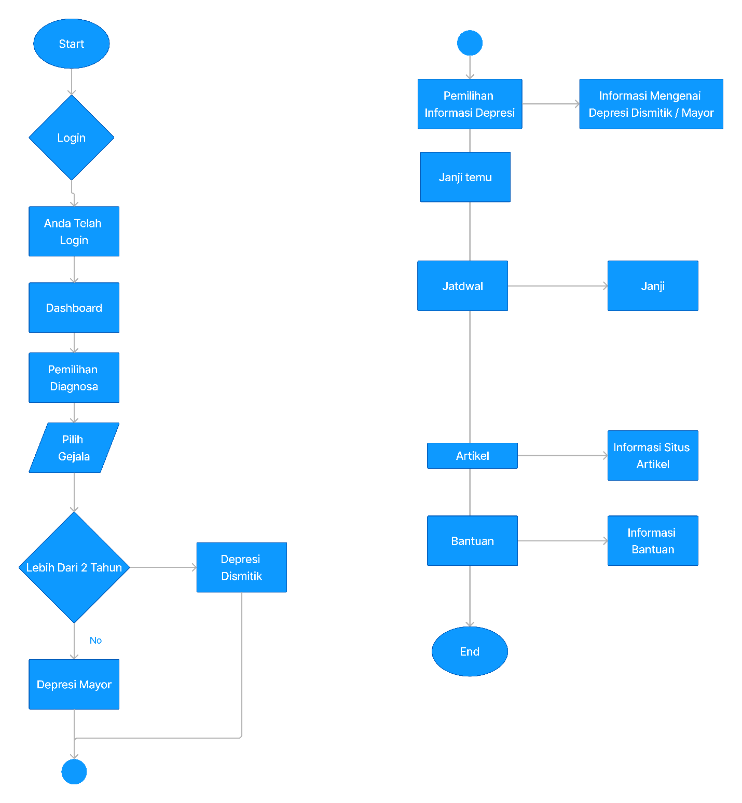 Start
Login
Anda Telah
Login
Dashboard
Pemilihan
Diagnosa
Pilih
Gejala
Lebih Dari 2 Tahun
Depresi
Dismitik
No
Depresi Mayor
Pemilihan
Informasi Depresi
Informasi Mengenai
Depresi Dismitik / Mayor
Janji temu
Jatdwal
Janji
Artikel
Informasi Situs
Artikel
Bantuan
Informasi
Bantuan
End